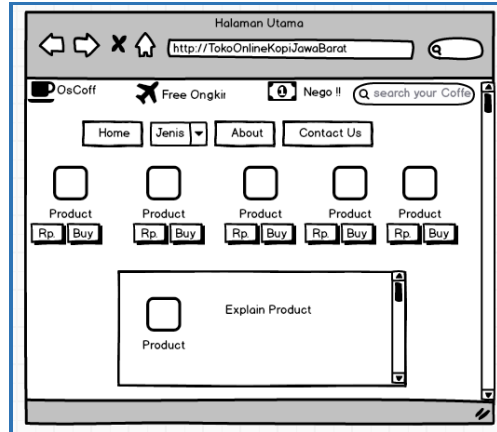 Halaman Utama
http://TokoOnlineKopiJawaBarat
OsCoff Free Ongkir Nego !! search your Coffe
Home Jenis About Contact Us
Product Product Product Product Product
Rp. Buy Rp. Buy Rp. Buy Rp. Buy Rp. Buy
Explain Product
Product